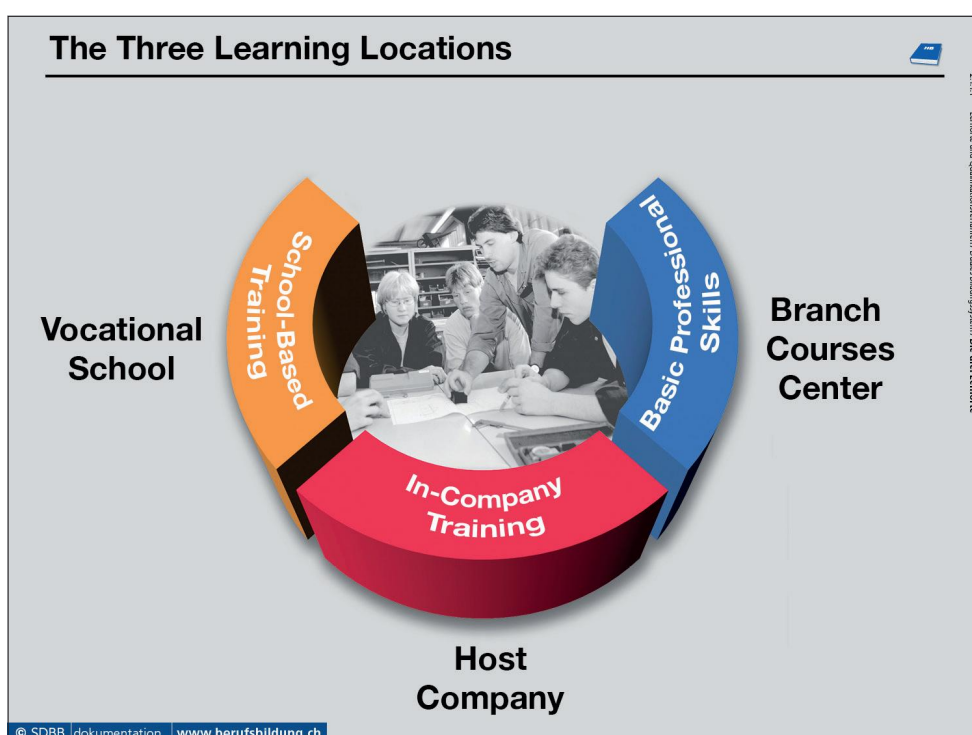 The Three Learning Locations
HB
School-Based
Training
Basic Professional
Skills
Vocational
School
Branch
Courses
Center
In-Company
Training
Host
Company
© SDBB dokumentation www.berufsbildung.ch